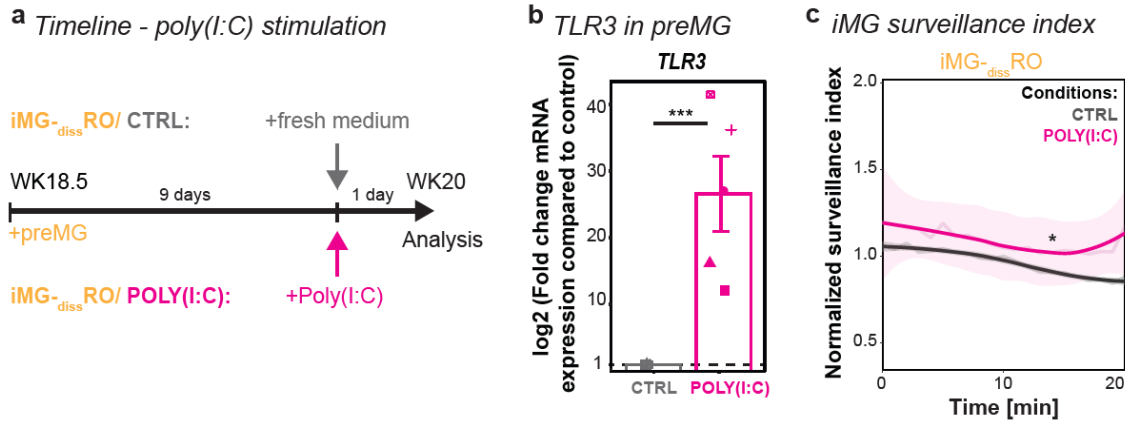 a Timeline - poly(I:C) stimulation
iMG-dissRO/ CTRL: +fresh medium
WK18.5 9 days 1 day WK20
+preMG Analysis
iMG-dissRO/ POLY(I:C): +Poly(I:C)
b TLR3 in preMG
TLR3
log2 (Fold change mRNA
expression compared to control)
40
***
30
20
10
1
CTRL POLY(I:C)
c iMG surveillance index
iMG-dissRO
Normalized surveillance index
2.0
Conditions:
CTRL
POLY(I:C)
1.5
*
1.0
0.5
0 10 20
Time [min]